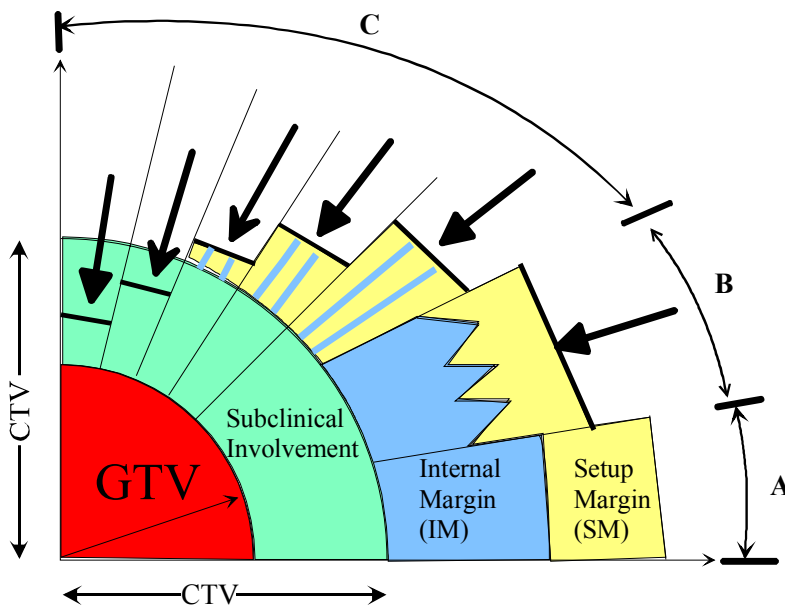 C
B
A
CTV
Subclinical
Involvement
GTV
Internal
Margin
(IM)
Setup
Margin
(SM)
CTV